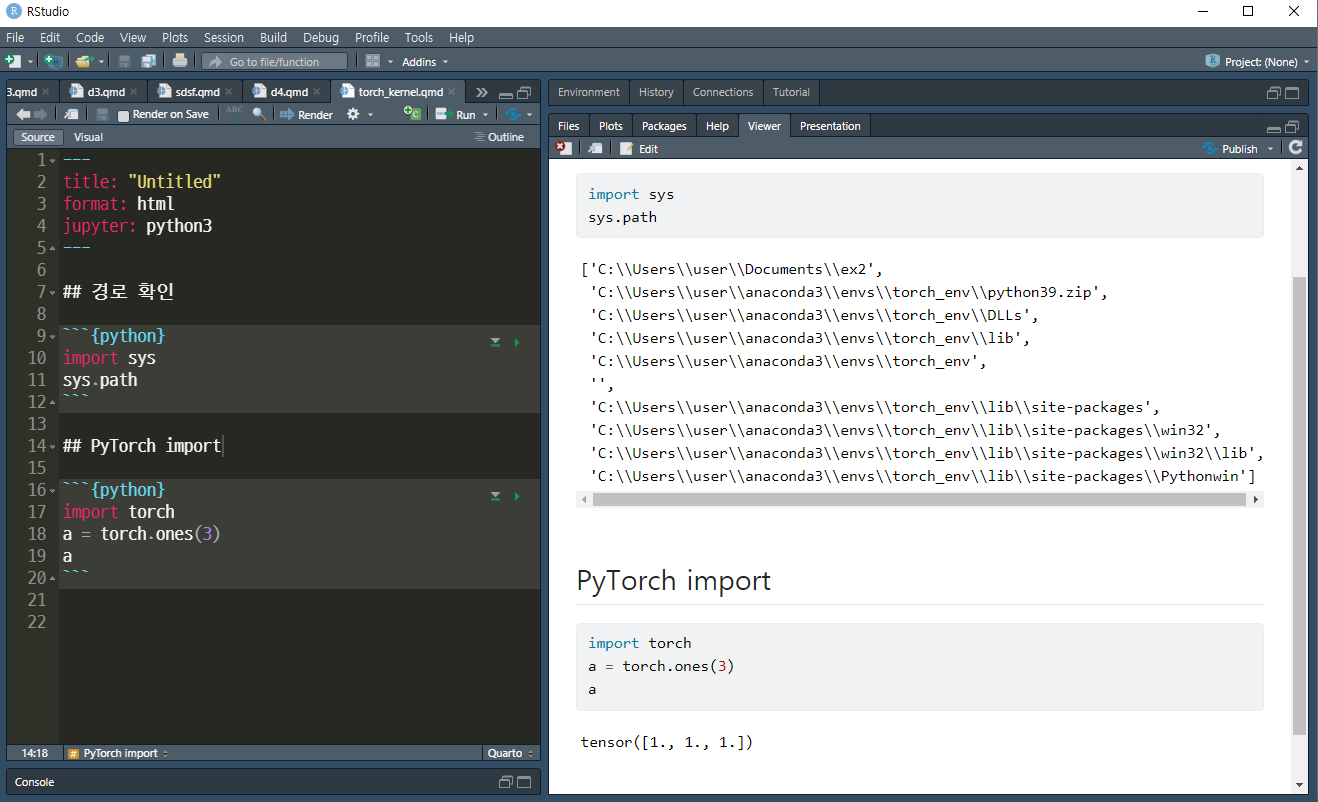 RStudio
File Edit Code View Plots Session Build Debug Profile Tools Help
Go to file/function Addins Project: (None)
3.qmd d3.qmd sdsf.qmd d4.qmd torch_kernel.qmd
Render on Save ABC Render Run
Source Visual Outline
1 ---
2 title: "Untitled"
3 format: html
4 jupyter: python3
5 ---
6
7 ## 경로 확인
8
9 ```{python}
10 import sys
11 sys.path
12 ```
13
14 ## PyTorch import
15
16 ```{python}
17 import torch
18 a = torch.ones(3)
19 a
20 ```
21
22
14:18 # PyTorch import Quarto
Console
Environment History Connections Tutorial
Files Plots Packages Help Viewer Presentation
Edit Publish
import sys
sys.path
['C:\\Users\\user\\Documents\\ex2',
'C:\\Users\\user\\anaconda3\\envs\\torch_env\\python39.zip',
'C:\\Users\\user\\anaconda3\\envs\\torch_env\\DLLs',
'C:\\Users\\user\\anaconda3\\envs\\torch_env\\lib',
'C:\\Users\\user\\anaconda3\\envs\\torch_env',
'',
'C:\\Users\\user\\anaconda3\\envs\\torch_env\\lib\\site-packages',
'C:\\Users\\user\\anaconda3\\envs\\torch_env\\lib\\site-packages\\win32',
'C:\\Users\\user\\anaconda3\\envs\\torch_env\\lib\\site-packages\\win32\\lib',
'C:\\Users\\user\\anaconda3\\envs\\torch_env\\lib\\site-packages\\Pythonwin']
PyTorch import
import torch
a = torch.ones(3)
a
tensor([1., 1., 1.])